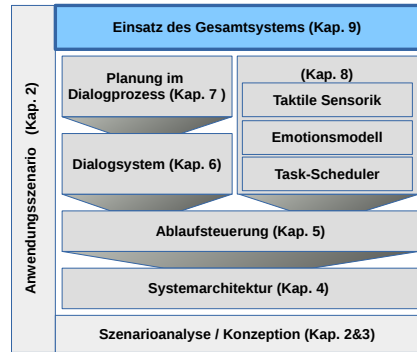 Einsatz des Gesamtsystems (Kap. 9)
Anwendungsszenario (Kap. 2)
Planung im
Dialogprozess (Kap. 7 )
(Kap. 8)
Taktile Sensorik
Emotionsmodell
Task-Scheduler
Dialogsystem (Kap. 6)
Ablaufsteuerung (Kap. 5)
Systemarchitektur (Kap. 4)
Szenarioanalyse / Konzeption (Kap. 2&3)